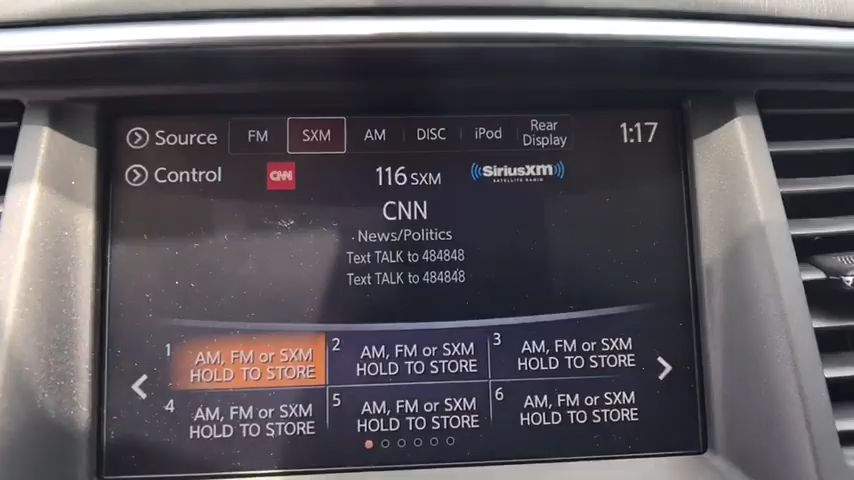 Source FM SXM AM DISC iPod Rear Display 1:17
Control CNN 116 SXM SiriusXM
SATELLITE RADIO
CNN
News/Politics
Text TALK to 484848
Text TALK to 484848
1 AM, FM or SXM
HOLD TO STORE
2 AM, FM or SXM
HOLD TO STORE
3 AM, FM or SXM
HOLD TO STORE
4 AM, FM or SXM
HOLD TO STORE
5 AM, FM or SXM
HOLD TO STORE
6 AM, FM or SXM
HOLD TO STORE